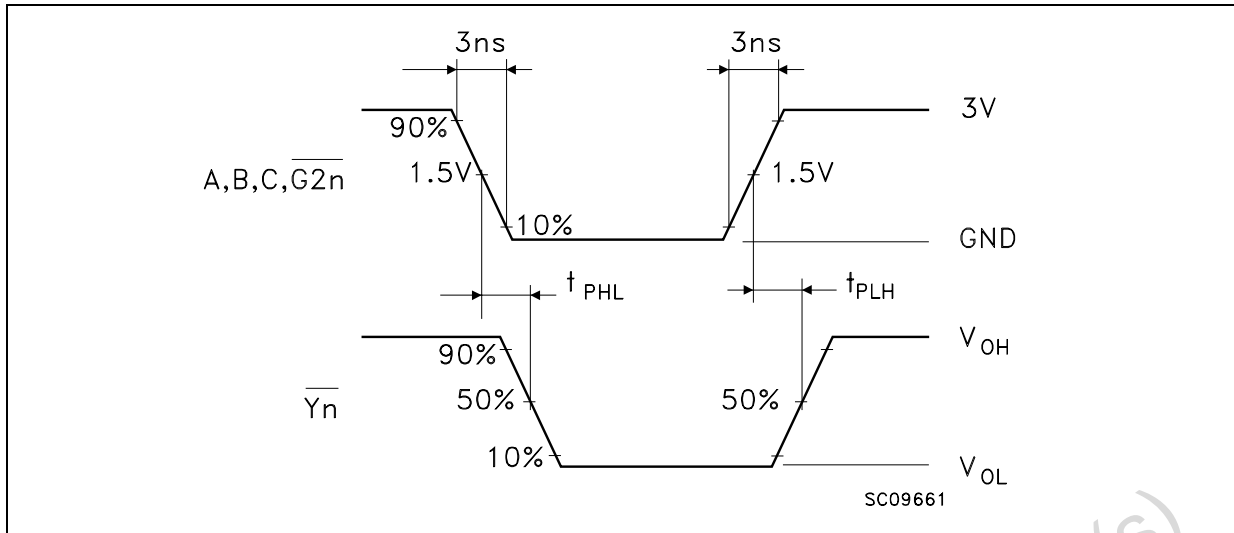 3ns 3ns
3V
90%
A,B,C,G2n 1.5V 1.5V
10%
GND
tPHL tPLH
VOH
90%
Yn 50% 50%
10%
VOL
SC09661